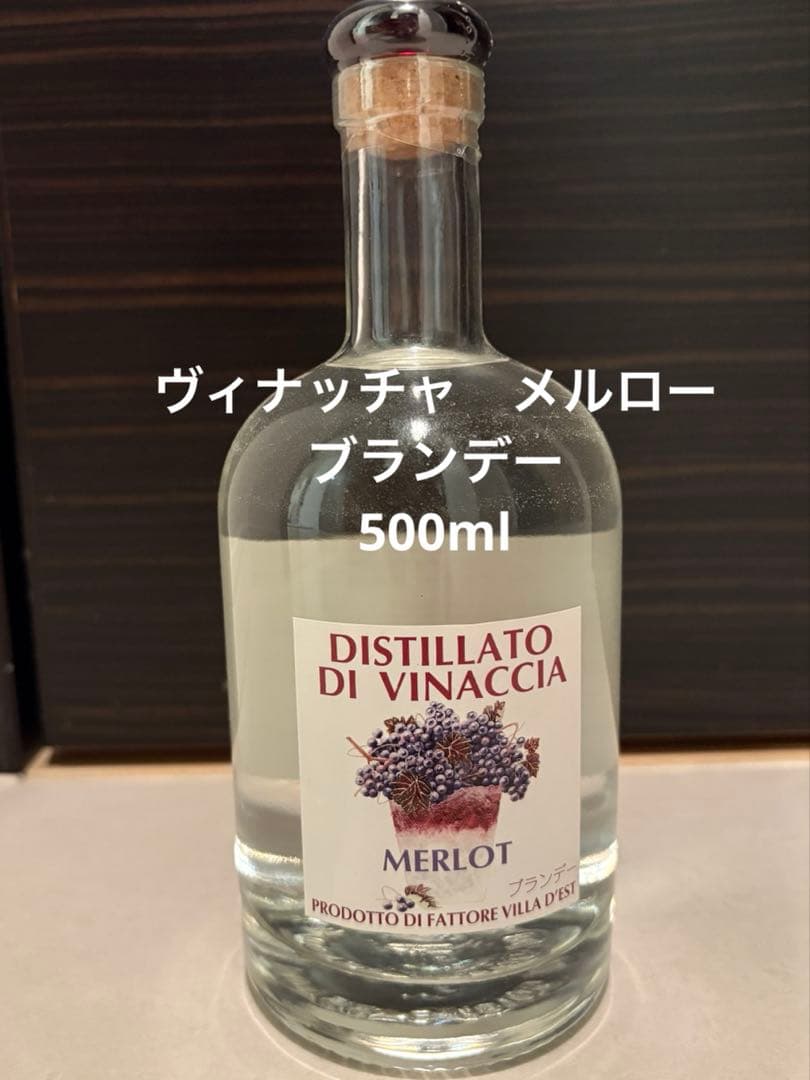 ヴィナッチャ　メルロー
ブランデー
500ml
DISTILLATO
DI VINACCIA
MERLOT
ブランデー
PRODOTTO DI FATTORE VILLA D'EST